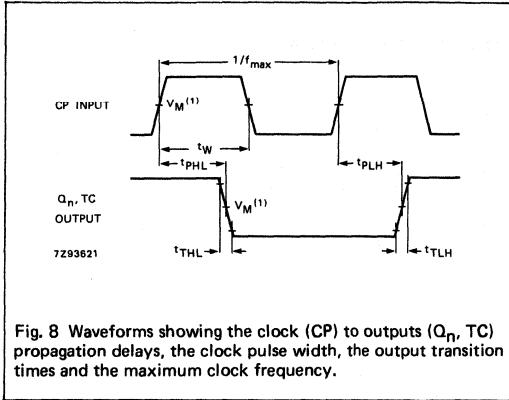 1/fmax
CP INPUT
VM(1)
tW
tPHL
tPLH
Qn, TC
OUTPUT
VM(1)
7Z93621
tTHL
tTLH
Fig. 8 Waveforms showing the clock (CP) to outputs (Qn, TC)
propagation delays, the clock pulse width, the output transition
times and the maximum clock frequency.